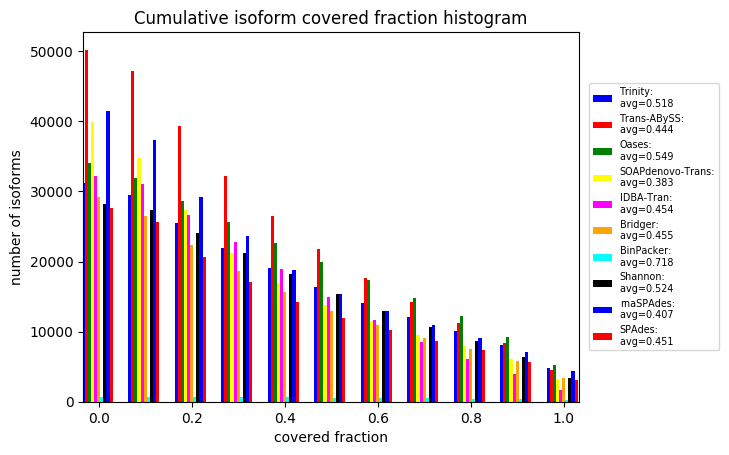 Cumulative isoform covered fraction histogram
number of isoforms
50000
40000
30000
20000
10000
0
0.0 0.2 0.4 0.6 0.8 1.0
covered fraction
Trinity:
avg=0.518
Trans-ABySS:
avg=0.444
Oases:
avg=0.549
SOAPdenovo-Trans:
avg=0.383
IDBA-Tran:
avg=0.454
Bridger:
avg=0.455
BinPacker:
avg=0.718
Shannon:
avg=0.524
rnaSPAdes:
avg=0.407
SPAdes:
avg=0.451